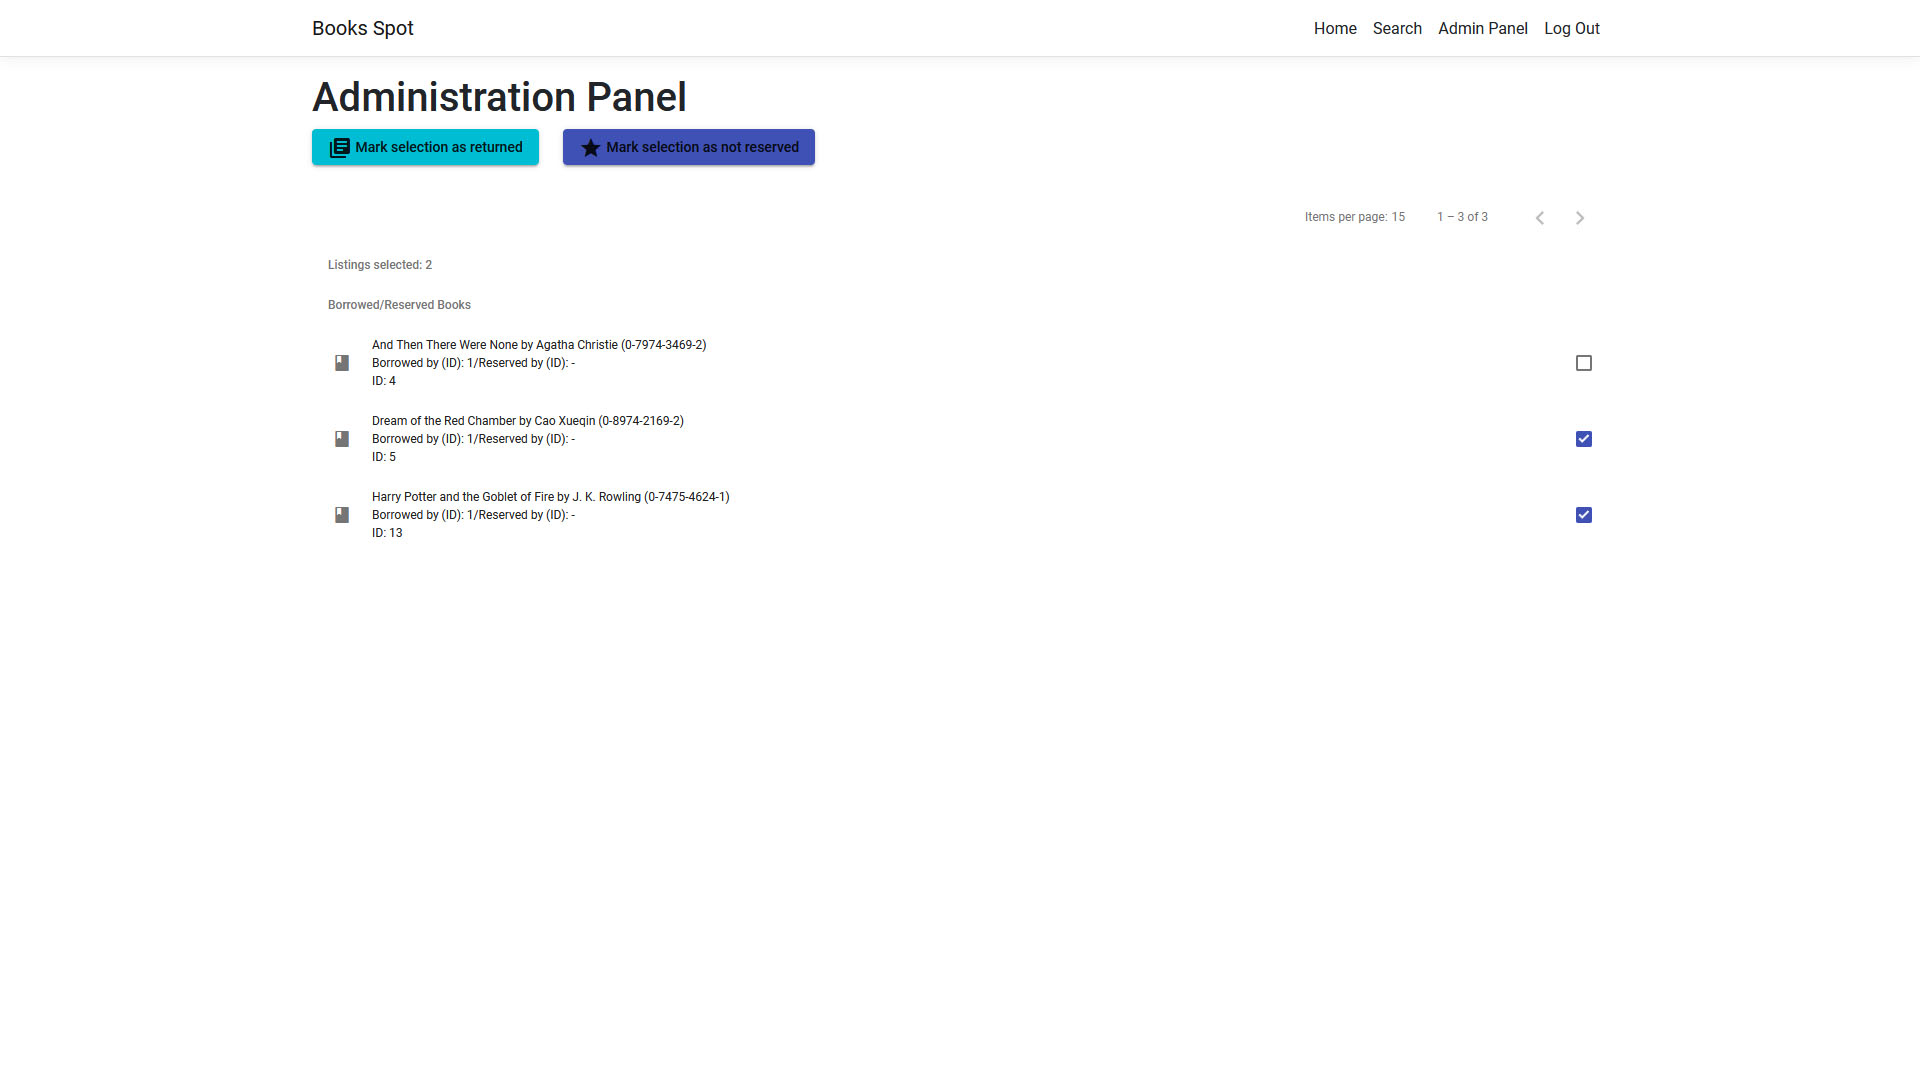 Books Spot
Home Search Admin Panel Log Out
Administration Panel
Mark selection as returned
Mark selection as not reserved
Items per page: 15 1 – 3 of 3
Listings selected: 2
Borrowed/Reserved Books
And Then There Were None by Agatha Christie (0-7974-3469-2)
Borrowed by (ID): 1/Reserved by (ID): -
ID: 4
Dream of the Red Chamber by Cao Xueqin (0-8974-2169-2)
Borrowed by (ID): 1/Reserved by (ID): -
ID: 5
Harry Potter and the Goblet of Fire by J. K. Rowling (0-7475-4624-1)
Borrowed by (ID): 1/Reserved by (ID): -
ID: 13